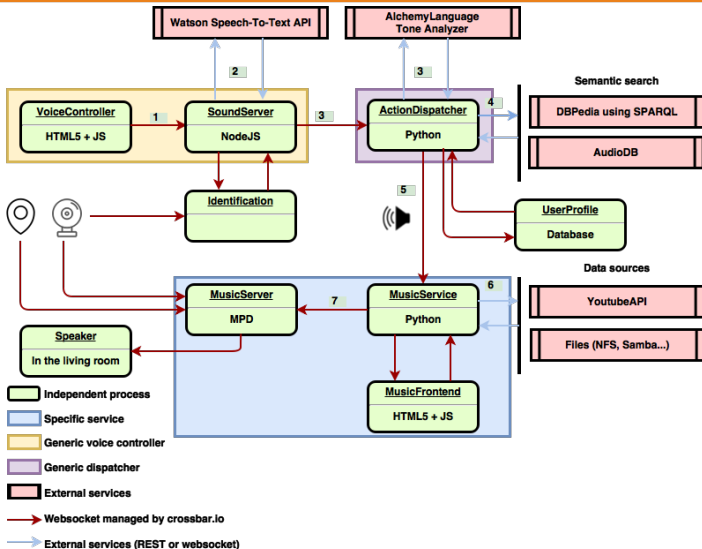 Watson Speech-To-Text API
AlchemyLanguage
Tone Analyzer
2
3
Semantic search
VoiceController
HTML5 + JS
1
SoundServer
NodeJS
3
ActionDispatcher
Python
4
DBPedia using SPARQL
AudioDB
Identification
5
UserProfile
Database
Data sources
MusicServer
MPD
7
MusicService
Python
6
YoutubeAPI
Files (NFS, Samba...)
Speaker
In the living room
MusicFrontend
HTML5 + JS
Independent process
Specific service
Generic voice controller
Generic dispatcher
External services
Websocket managed by crossbar.io
External services (REST or websocket)